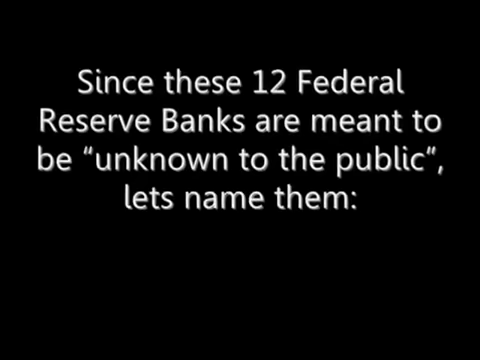 Since these 12 Federal
Reserve Banks are meant to
be “unknown to the public”,
lets name them: